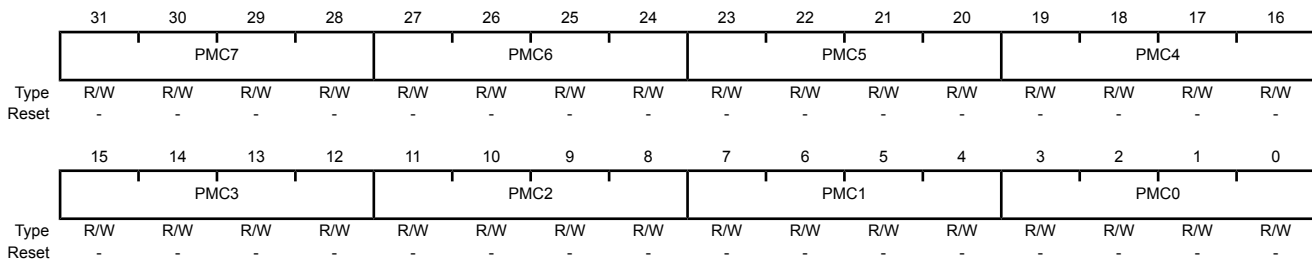 31 30 29 28 27 26 25 24 23 22 21 20 19 18 17 16
PMC7 PMC6 PMC5 PMC4
Type R/W R/W R/W R/W R/W R/W R/W R/W R/W R/W R/W R/W R/W R/W R/W R/W
Reset - - - - - - - - - - - - - - - -
15 14 13 12 11 10 9 8 7 6 5 4 3 2 1 0
PMC3 PMC2 PMC1 PMC0
Type R/W R/W R/W R/W R/W R/W R/W R/W R/W R/W R/W R/W R/W R/W R/W R/W
Reset - - - - - - - - - - - - - - - -